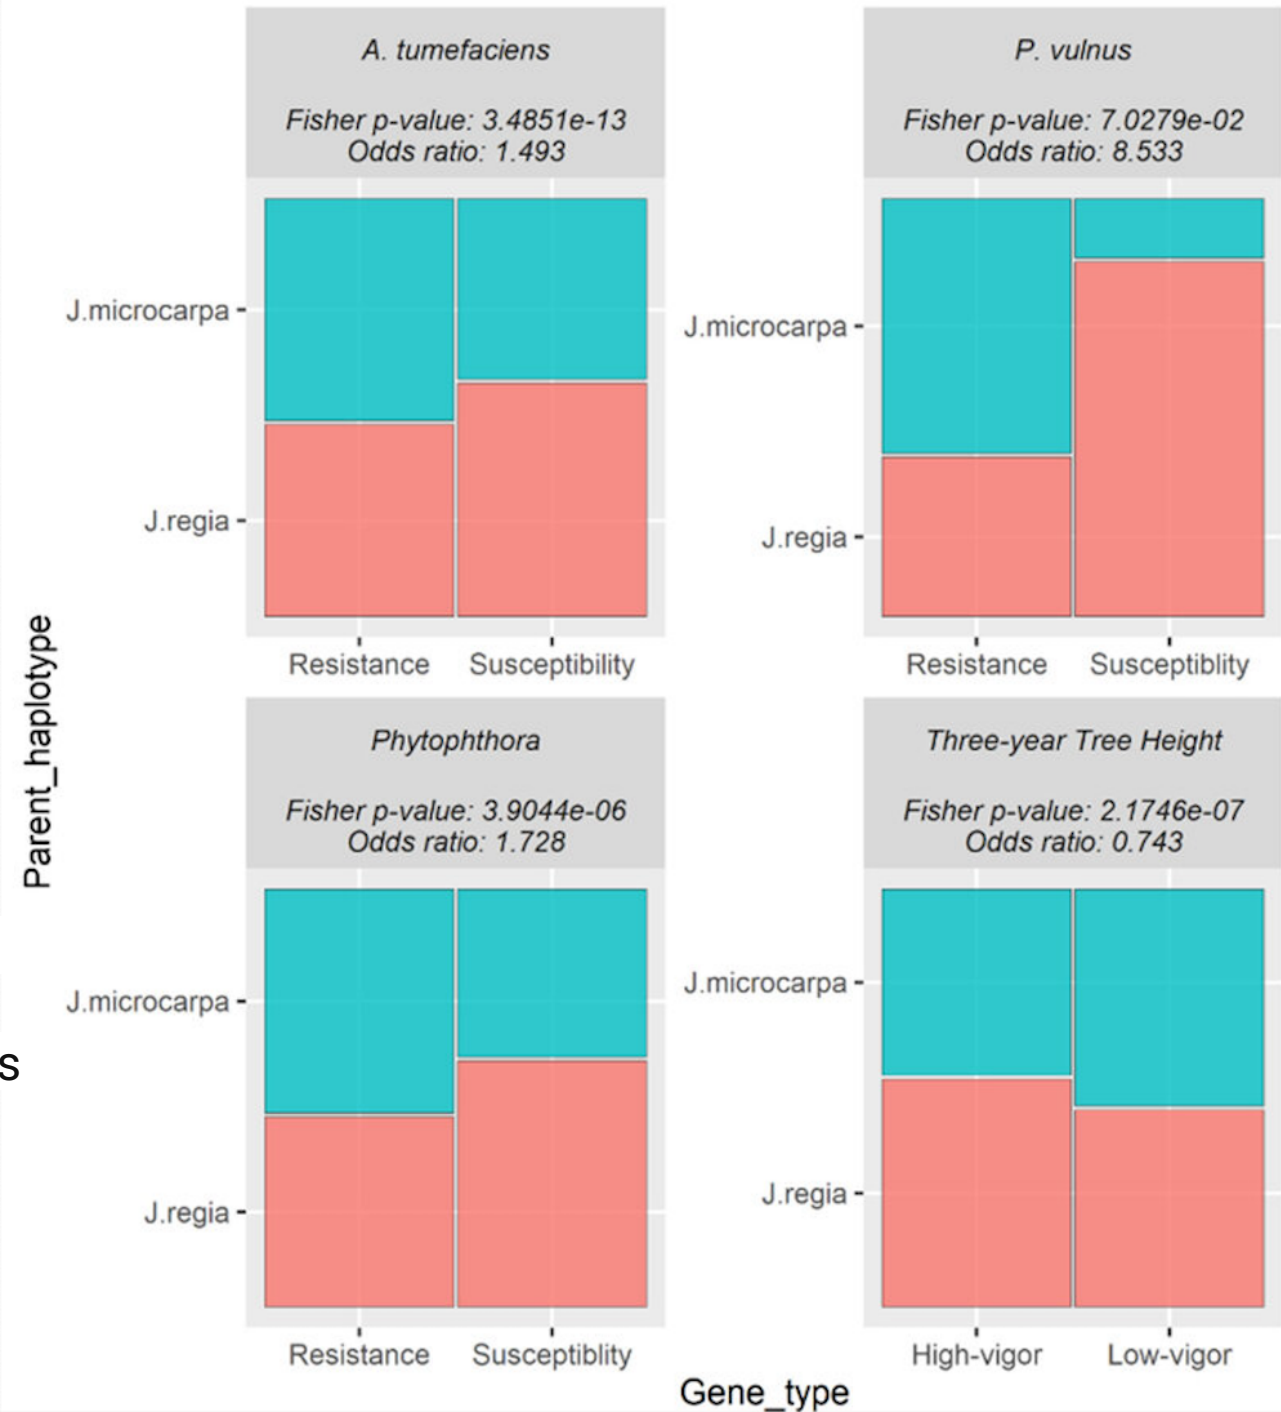 A. tumefaciens
Fisher p-value: 3.4851e-13
Odds ratio: 1.493
J.microcarpa
J.regia
Resistance Susceptibility
P. vulnus
Fisher p-value: 7.0279e-02
Odds ratio: 8.533
J.microcarpa
J.regia
Resistance Susceptiblity
Phytophthora
Fisher p-value: 3.9044e-06
Odds ratio: 1.728
J.microcarpa
J.regia
Resistance Susceptiblity
Three-year Tree Height
Fisher p-value: 2.1746e-07
Odds ratio: 0.743
J.microcarpa
J.regia
High-vigor Low-vigor
Parent_haplotype
Gene_type
s